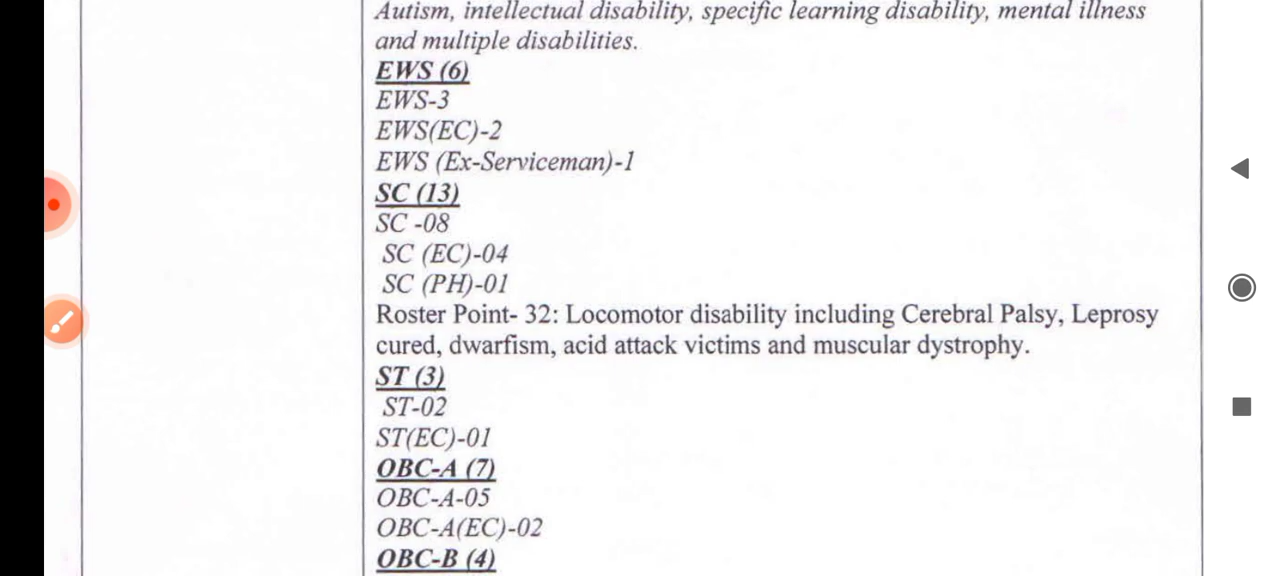 Autism, intellectual disability, specific learning disability, mental illness
and multiple disabilities.
EWS (6)
EWS-3
EWS(EC)-2
EWS (Ex-Serviceman)-1
SC (13)
SC -08
SC (EC)-04
SC (PH)-01
Roster Point- 32: Locomotor disability including Cerebral Palsy, Leprosy
cured, dwarfism, acid attack victims and muscular dystrophy.
ST (3)
ST-02
ST(EC)-01
OBC-A (7)
OBC-A-05
OBC-A(EC)-02
OBC-B (4)